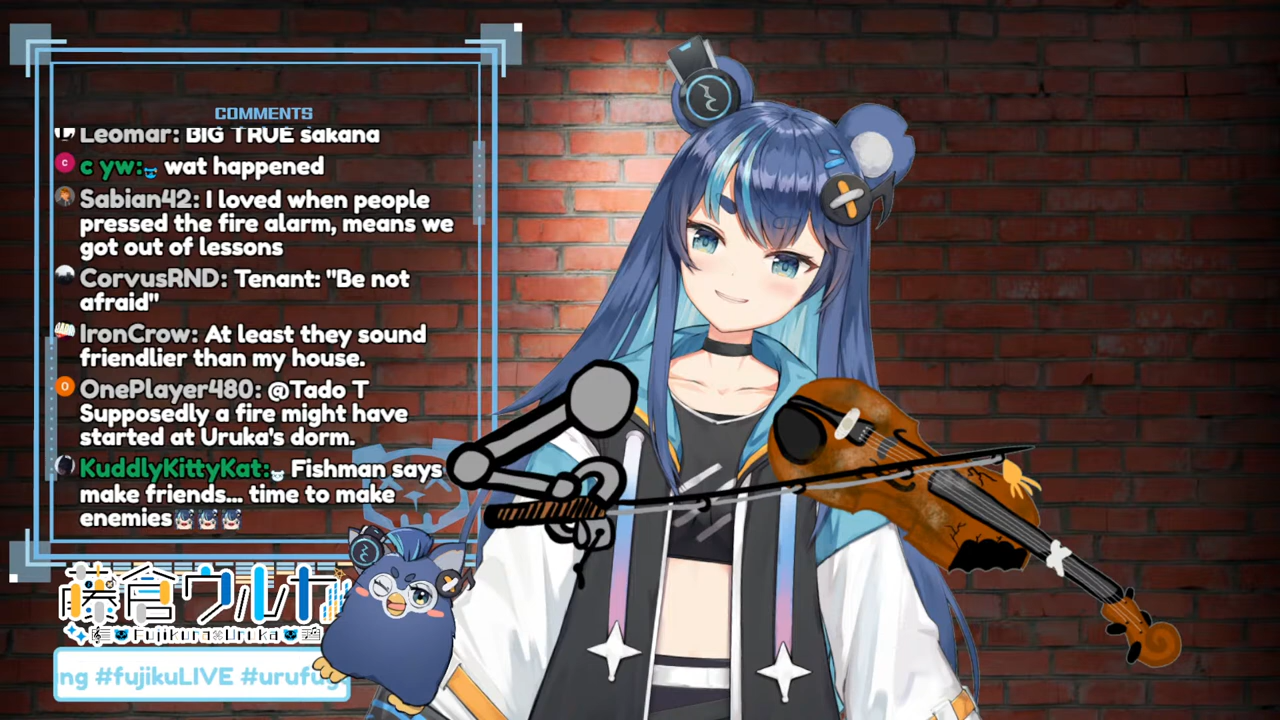 COMMENTS
Leomar: BIG TRUE sakana
c yw: wat happened
Sabian42: I loved when people
pressed the fire alarm, means we
got out of lessons
CorvusRND: Tenant: "Be not
afraid"
IronCrow: At least they sound
friendlier than my house.
OnePlayer480: @Tado T
Supposedly a fire might have
started at Uruka's dorm.
KuddlyKittyKat: Fishman says
make friends... time to make
enemies
藤倉ウルカ
Fujikura Uruka
ng #fujikuLIVE #urufu